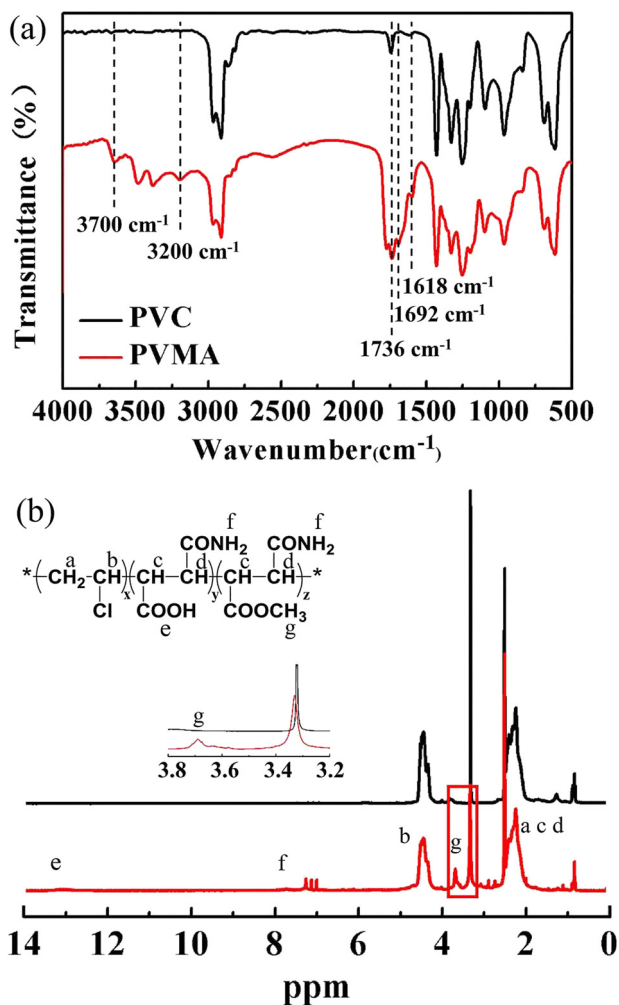 (a)
Transmittance (%)
3700 cm⁻¹
3200 cm⁻¹
1618 cm⁻¹
1692 cm⁻¹
1736 cm⁻¹
PVC
PVMA
4000 3500 3000 2500 2000 1500 1000 500
Wavenumber(cm⁻¹)
(b)
f f
a b c CONH₂ d c CONH₂ d
*(CH₂—CH)x(CH—CH)y(CH—CH)z*
Cl COOH COOCH₃
e g
g
3.8 3.6 3.4 3.2
e f b g a c d
14 12 10 8 6 4 2 0
ppm